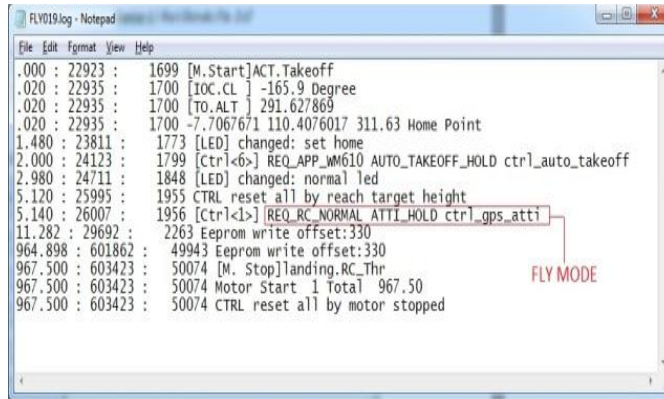 FLY019.log - Notepad
File Edit Format View Help
.000 : 22923 : 1699 [M.Start]ACT.Takeoff
.020 : 22935 : 1700 [IOC.CL ] -165.9 Degree
.020 : 22935 : 1700 [TO.ALT ] 291.627869
.020 : 22935 : 1700 -7.7067671 110.4076017 311.63 Home Point
1.480 : 23811 : 1773 [LED] changed: set home
2.000 : 24123 : 1799 [Ctrl<6>] REQ_APP_WM610 AUTO_TAKEOFF_HOLD ctrl_auto_takeoff
2.980 : 24711 : 1848 [LED] changed: normal led
5.120 : 25995 : 1955 CTRL reset all by reach target height
5.140 : 26007 : 1956 [Ctrl<1>] REQ_RC_NORMAL ATTI_HOLD ctrl_gps_atti
11.282 : 29692 : 2263 Eeprom write offset:330
964.898 : 601862 : 49943 Eeprom write offset:330
967.500 : 603423 : 50074 [M. Stop]landing.RC_Thr
967.500 : 603423 : 50074 Motor Start 1 Total 967.50
967.500 : 603423 : 50074 CTRL reset all by motor stopped
FLY MODE